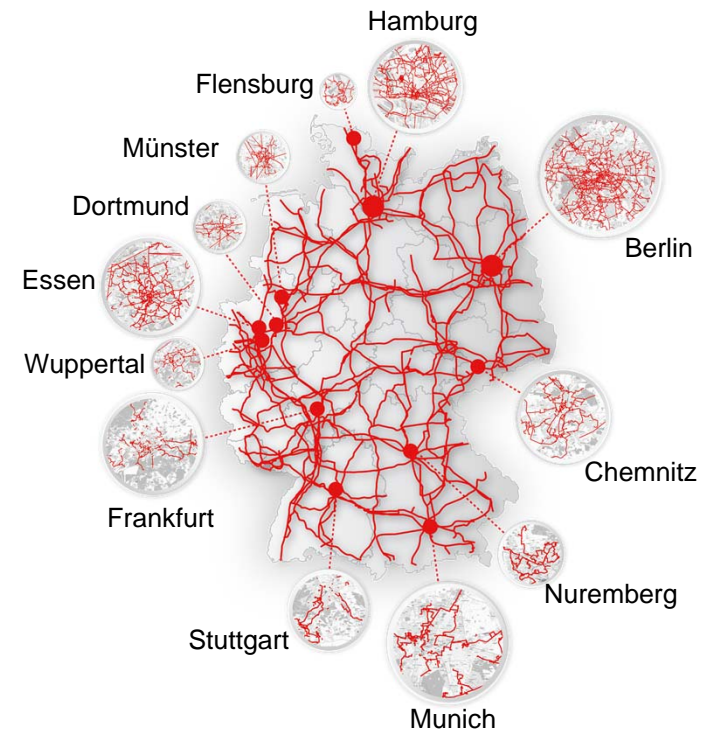 Hamburg
Flensburg
Münster
Dortmund
Berlin
Essen
Wuppertal
Chemnitz
Frankfurt
Nuremberg
Stuttgart
Munich